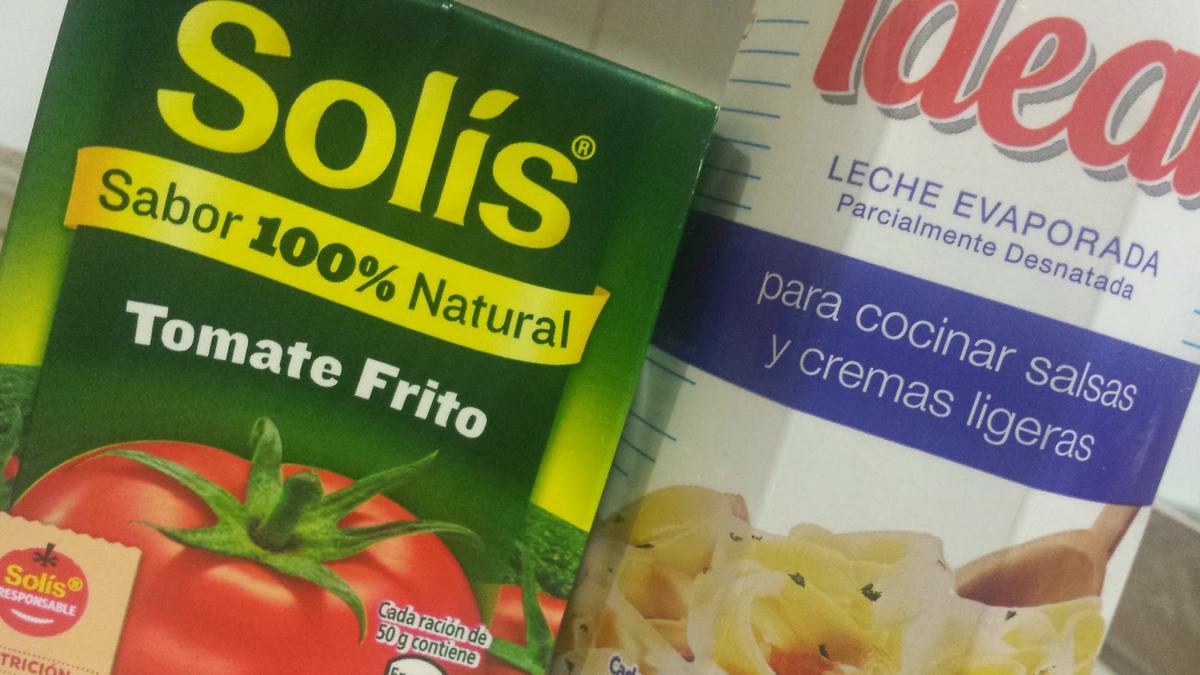 Solís®
Sabor 100% Natural
Tomate Frito
Solís®
RESPONSABLE
Cada ración de
50 g contiene
Idea
LECHE EVAPORADA
Parcialmente Desnatada
para cocinar salsas
y cremas ligeras